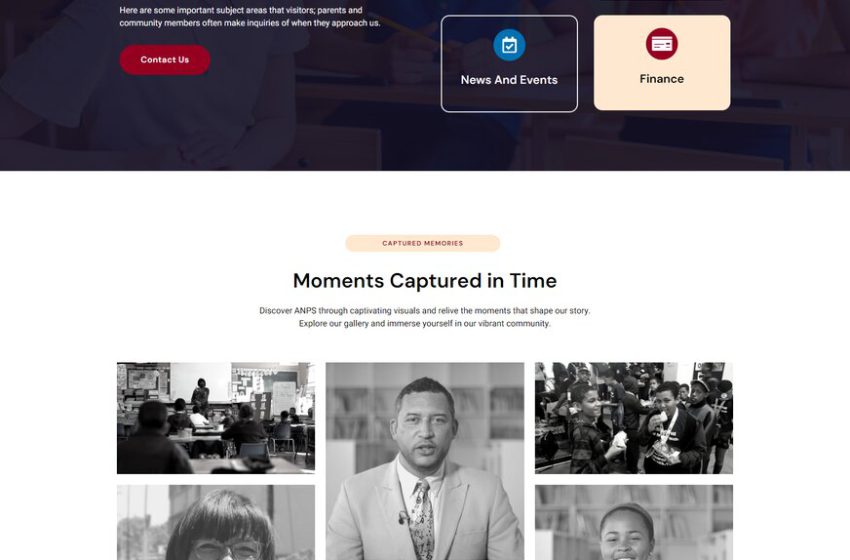 Here are some important subject areas that visitors; parents and
community members often make inquiries of when they approach us.
Contact Us
News And Events
Finance
CAPTURED MEMORIES
Moments Captured in Time
Discover ANPS through captivating visuals and relive the moments that shape our story.
Explore our gallery and immerse yourself in our vibrant community.